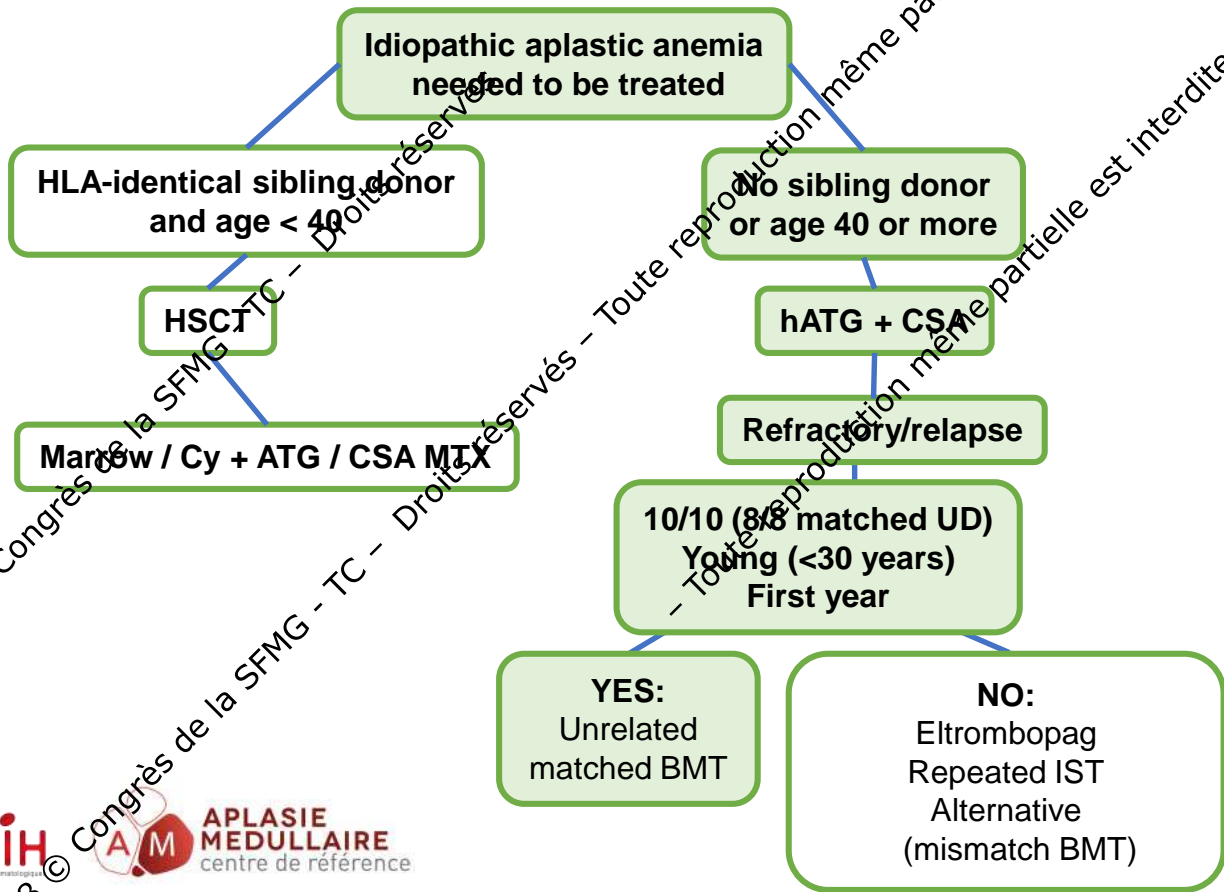 Idiopathic aplastic anemia
needed to be treated
HLA-identical sibling donor
and age < 40
No sibling donor
or age 40 or more
HSCT
hATG + CSA
Marrow / Cy + ATG / CSA MTX
Refractory/relapse
10/10 (8/8 matched UD)
Young (<30 years)
First year
YES:
Unrelated
matched BMT
NO:
Eltrombopag
Repeated IST
Alternative
(mismatch BMT)
Congrès de la SFMG - TC – Droits réservés
© Congrès de la SFMG - TC – Droits réservés – Toute reproduction même
– Toute reproduction même partielle est interdite
AM
APLASIE
MEDULLAIRE
centre de référence